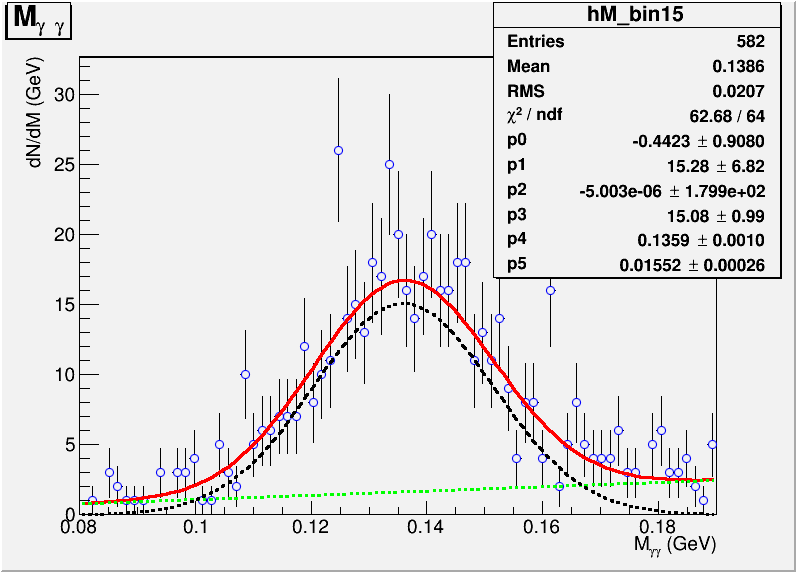 M γ γ
hM_bin15
Entries 582
Mean 0.1386
RMS 0.0207
χ² / ndf 62.68 / 64
p0 -0.4423 ± 0.9080
p1 15.28 ± 6.82
p2 -5.003e-06 ± 1.799e+02
p3 15.08 ± 0.99
p4 0.1359 ± 0.0010
p5 0.01552 ± 0.00026
dN/dM (GeV)
30
25
20
15
10
5
0
0.08 0.1 0.12 0.14 0.16 0.18
Mγγ (GeV)